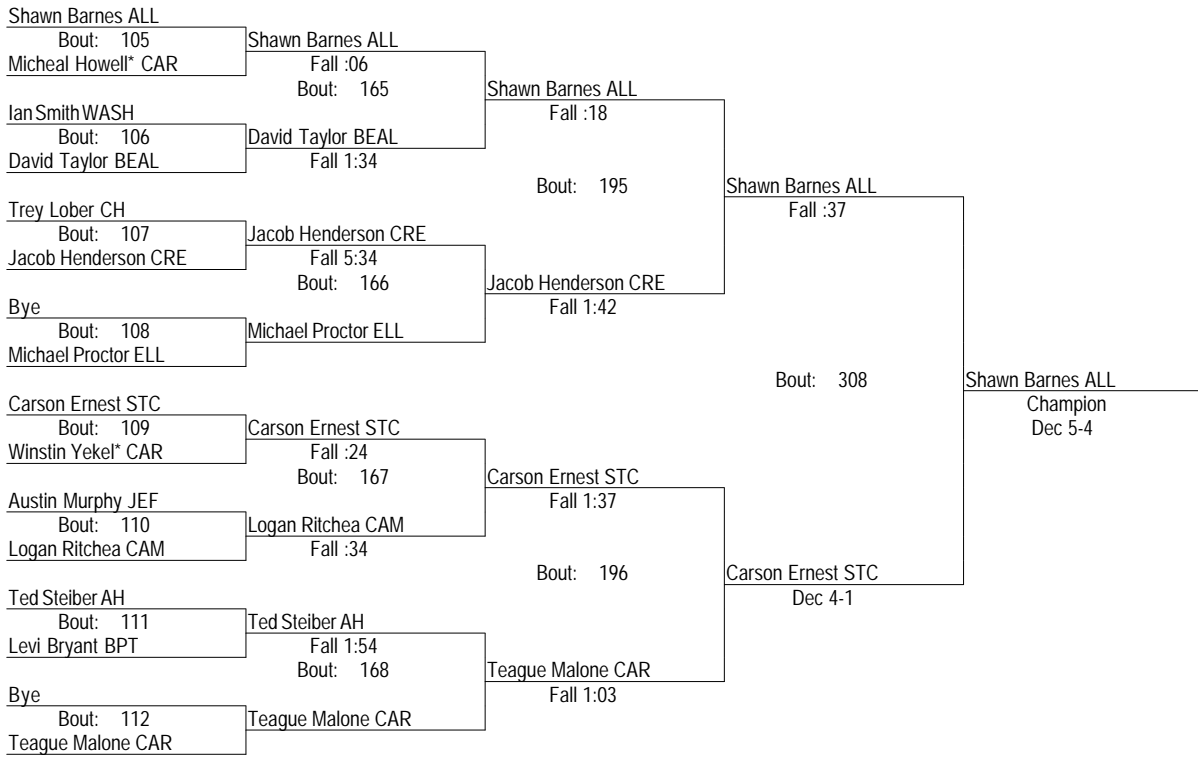 Shawn Barnes ALL
Bout: 105
Micheal Howell* CAR
Shawn Barnes ALL
Fall :06
Bout: 165
Ian Smith WASH
Bout: 106
David Taylor BEAL
David Taylor BEAL
Fall 1:34
Shawn Barnes ALL
Fall :18
Bout: 195
Trey Lober CH
Bout: 107
Jacob Henderson CRE
Jacob Henderson CRE
Fall 5:34
Bout: 166
Bye
Bout: 108
Michael Proctor ELL
Michael Proctor ELL
Jacob Henderson CRE
Fall 1:42
Shawn Barnes ALL
Fall :37
Bout: 308
Carson Ernest STC
Bout: 109
Winstin Yekel* CAR
Carson Ernest STC
Fall :24
Bout: 167
Austin Murphy JEF
Bout: 110
Logan Ritchea CAM
Logan Ritchea CAM
Fall :34
Carson Ernest STC
Fall 1:37
Bout: 196
Ted Steiber AH
Bout: 111
Levi Bryant BPT
Ted Steiber AH
Fall 1:54
Bout: 168
Bye
Bout: 112
Teague Malone CAR
Teague Malone CAR
Teague Malone CAR
Fall 1:03
Carson Ernest STC
Dec 4-1
Shawn Barnes ALL
Champion
Dec 5-4